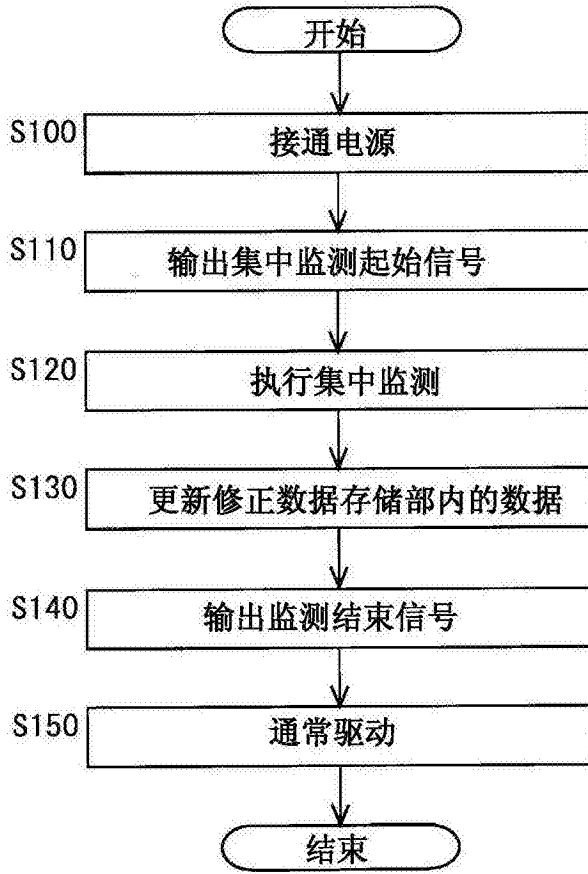 开始
S100 接通电源
S110 输出集中监测起始信号
S120 执行集中监测
S130 更新修正数据存储部内的数据
S140 输出监测结束信号
S150 通常驱动
结束